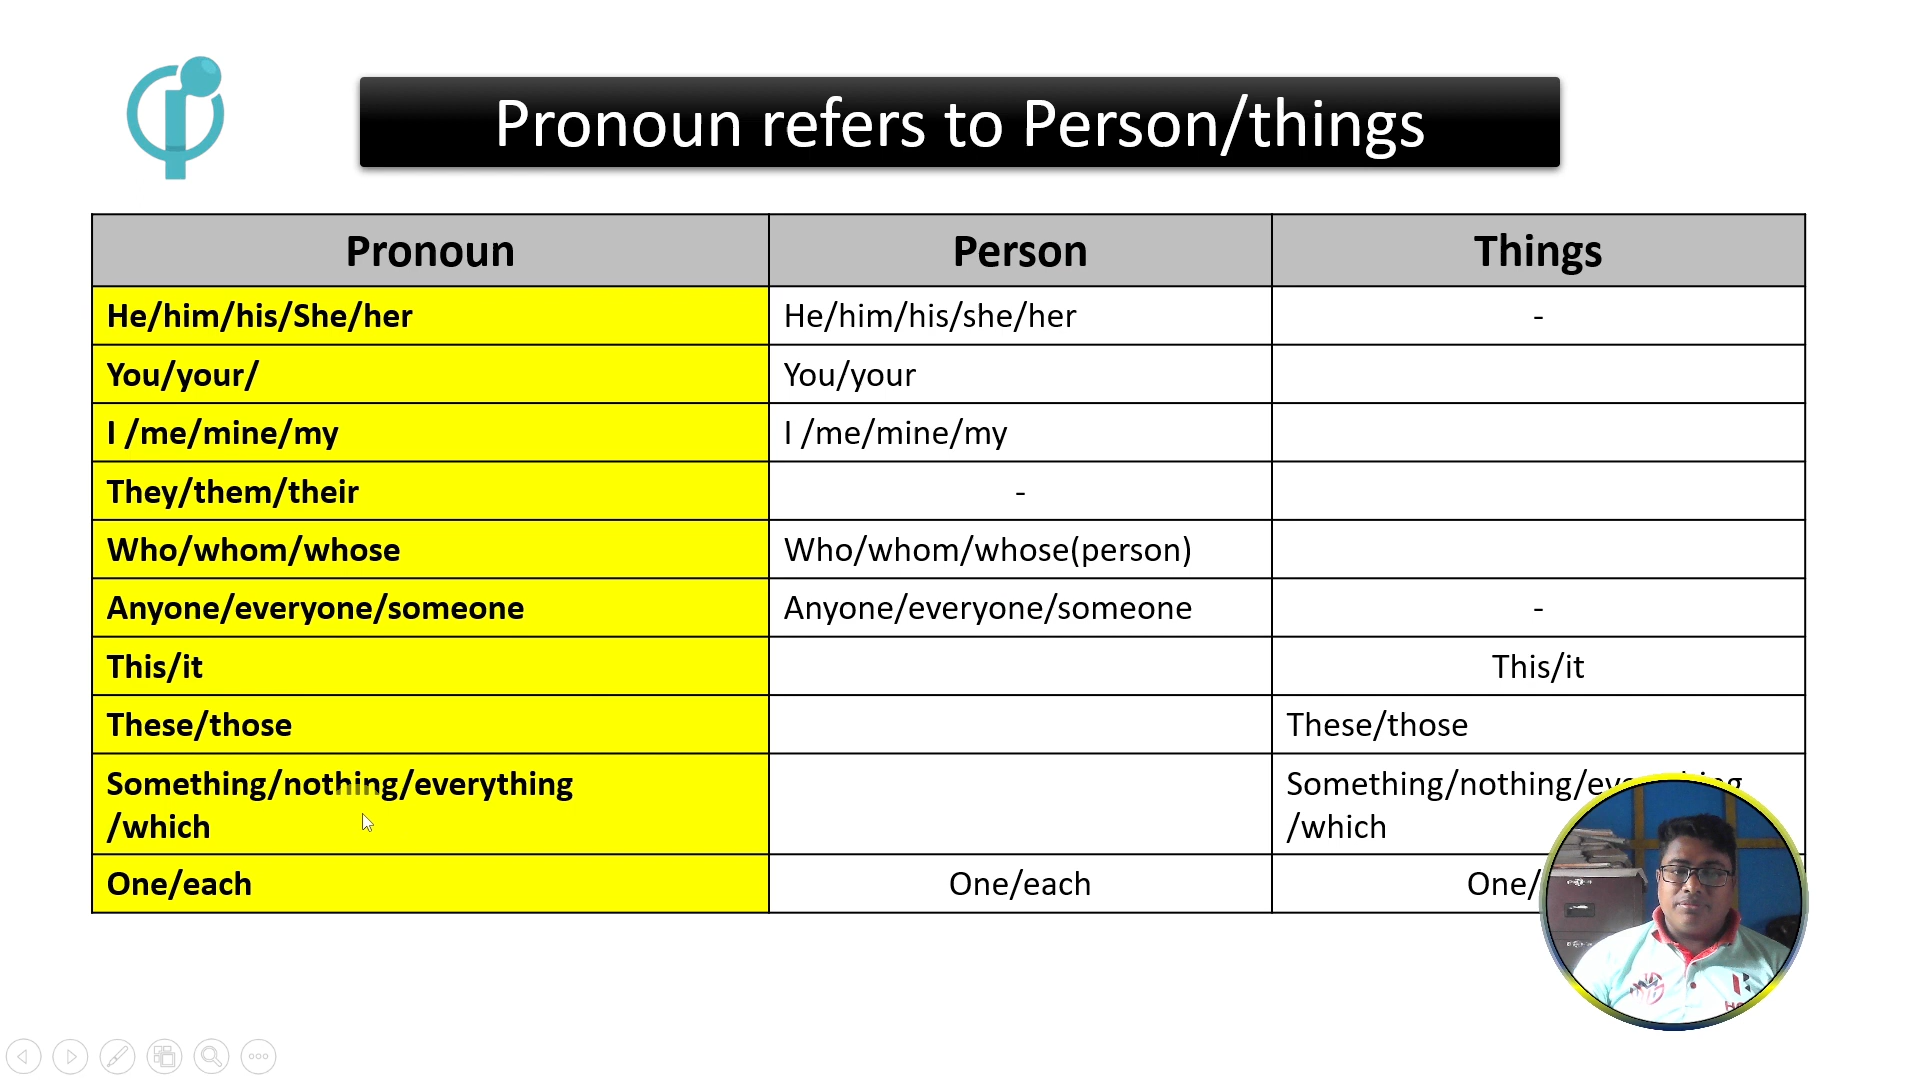 Pronoun refers to Person/things
Pronoun Person Things
He/him/his/She/her He/him/his/she/her -
You/your/ You/your
I /me/mine/my I /me/mine/my
They/them/their -
Who/whom/whose Who/whom/whose(person)
Anyone/everyone/someone Anyone/everyone/someone -
This/it This/it
These/those These/those
Something/nothing/everything Something/nothing/
/which /which
One/each One/each One/